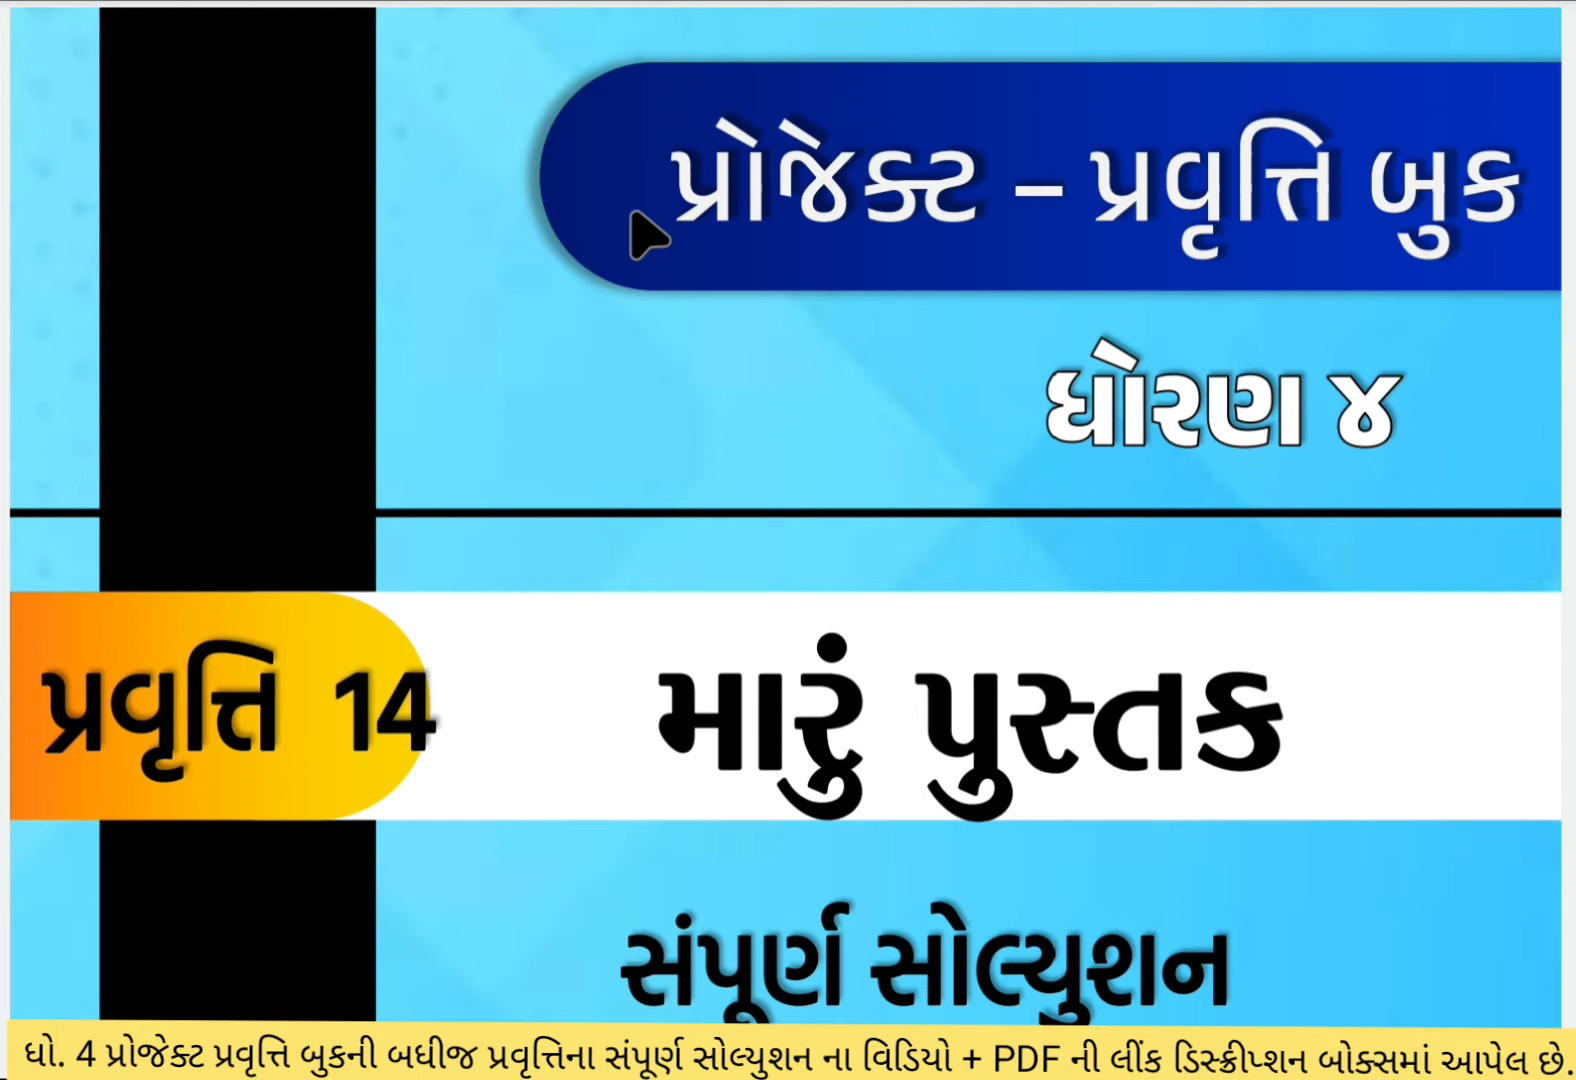 પ્રોજેક્ટ – પ્રવૃત્તિ બુક
ધોરણ ૪
પ્રવૃત્તિ 14 મારું પુસ્તક
સંપૂર્ણ સોલ્યુશન
ધો. 4 પ્રોજેક્ટ પ્રવૃત્તિ બુકની બધીજ પ્રવૃત્તિના સંપૂર્ણ સોલ્યુશન ના વિડિયો + PDF ની લીંક ડિસ્ક્રીપ્શન બોક્સમાં આપેલ છે.